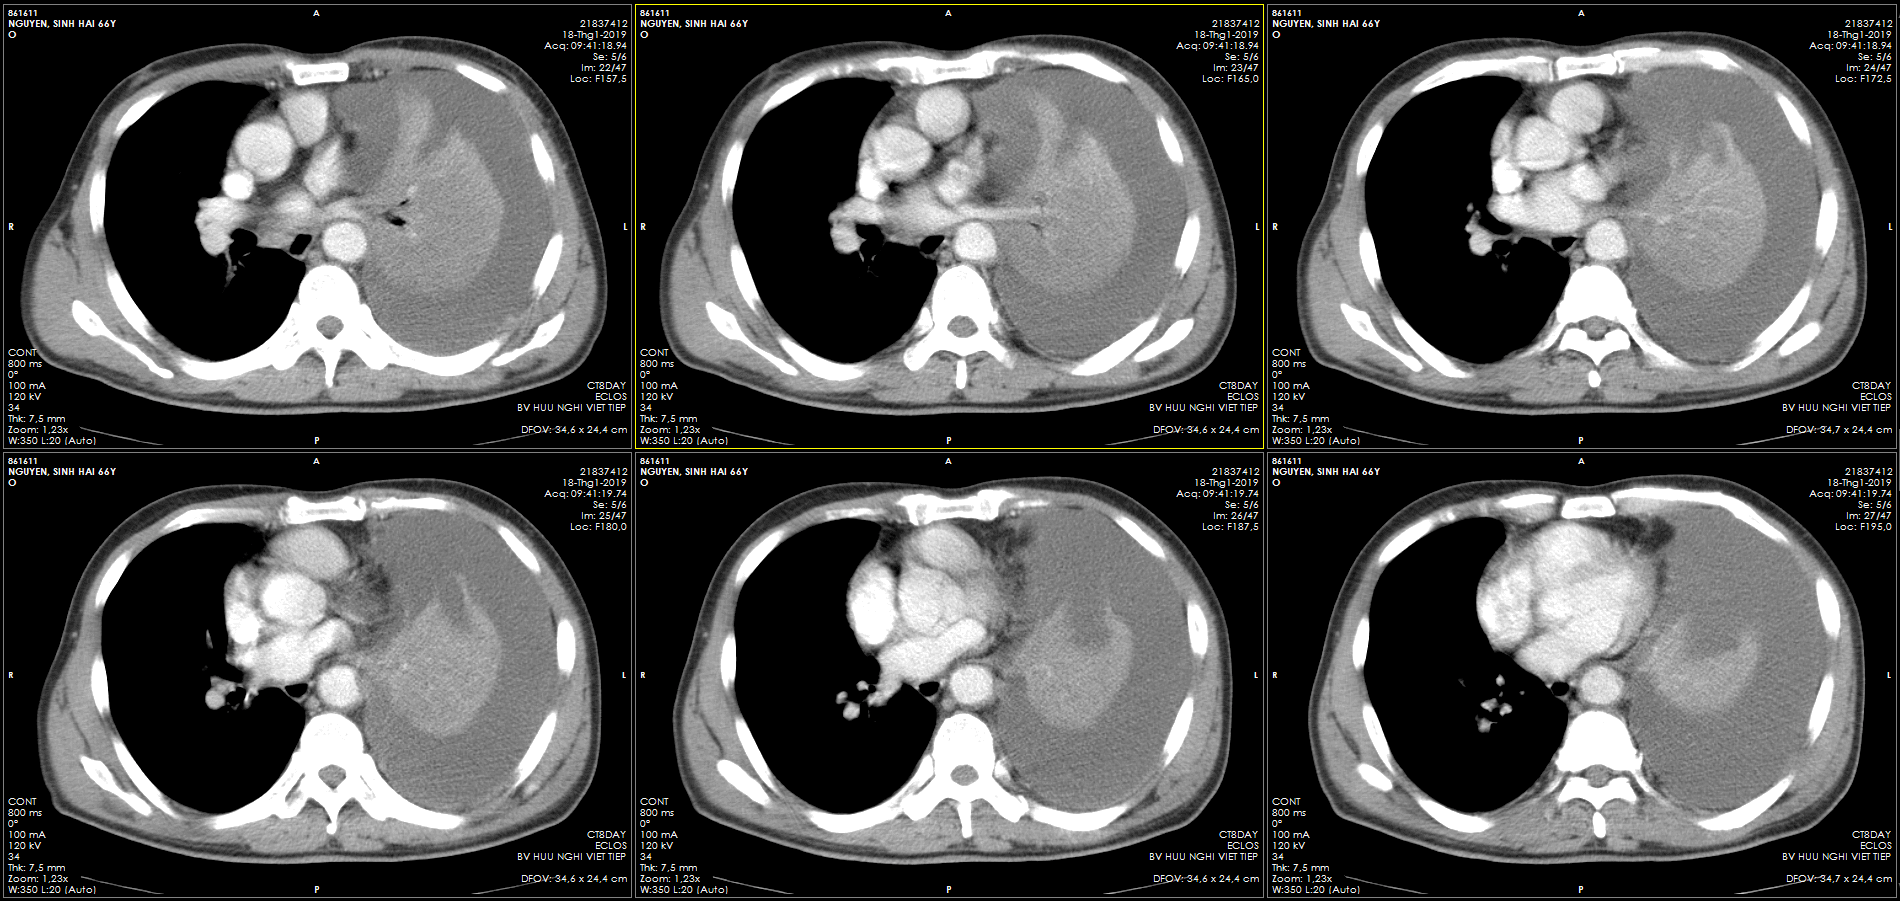 861611
A
NGUYEN, SINH HAI 66Y
21837412
O
18-Thg1-2019
Acq: 09:41:18.94
Se: 5/6
Im: 22/47
Loc: F157,5
R
L
CONT
800 ms
0°
100 mA
CT8DAY
120 kV
ECLOS
34
BV HUU NGHI VIET TIEP
Thk: 7,5 mm
Zoom: 1,23x
DFOV: 34,6 x 24,4 cm
W:350 L:20 (Auto)
P
861611
A
NGUYEN, SINH HAI 66Y
21837412
O
18-Thg1-2019
Acq: 09:41:18.94
Se: 5/6
Im: 23/47
Loc: F165,0
R
L
CONT
800 ms
0°
100 mA
CT8DAY
120 kV
ECLOS
34
BV HUU NGHI VIET TIEP
Thk: 7,5 mm
Zoom: 1,23x
DFOV: 34,6 x 24,4 cm
W:350 L:20 (Auto)
P
861611
A
NGUYEN, SINH HAI 66Y
21837412
O
18-Thg1-2019
Acq: 09:41:18.94
Se: 5/6
Im: 24/47
Loc: F172,5
R
L
CONT
800 ms
0°
100 mA
CT8DAY
120 kV
ECLOS
34
BV HUU NGHI VIET TIEP
Thk: 7,5 mm
Zoom: 1,23x
DFOV: 34,7 x 24,4 cm
W:350 L:20 (Auto)
P
861611
A
NGUYEN, SINH HAI 66Y
21837412
O
18-Thg1-2019
Acq: 09:41:19.74
Se: 5/6
Im: 25/47
Loc: F180,0
R
L
CONT
800 ms
0°
100 mA
CT8DAY
120 kV
ECLOS
34
BV HUU NGHI VIET TIEP
Thk: 7,5 mm
Zoom: 1,23x
DFOV: 34,6 x 24,4 cm
W:350 L:20 (Auto)
P
861611
A
NGUYEN, SINH HAI 66Y
21837412
O
18-Thg1-2019
Acq: 09:41:19.74
Se: 5/6
Im: 26/47
Loc: F187,5
R
L
CONT
800 ms
0°
100 mA
CT8DAY
120 kV
ECLOS
34
BV HUU NGHI VIET TIEP
Thk: 7,5 mm
Zoom: 1,23x
DFOV: 34,6 x 24,4 cm
W:350 L:20 (Auto)
P
861611
A
NGUYEN, SINH HAI 66Y
21837412
O
18-Thg1-2019
Acq: 09:41:19.74
Se: 5/6
Im: 27/47
Loc: F195,0
R
L
CONT
800 ms
0°
100 mA
CT8DAY
120 kV
ECLOS
34
BV HUU NGHI VIET TIEP
Thk: 7,5 mm
Zoom: 1,23x
DFOV: 34,7 x 24,4 cm
W:350 L:20 (Auto)
P